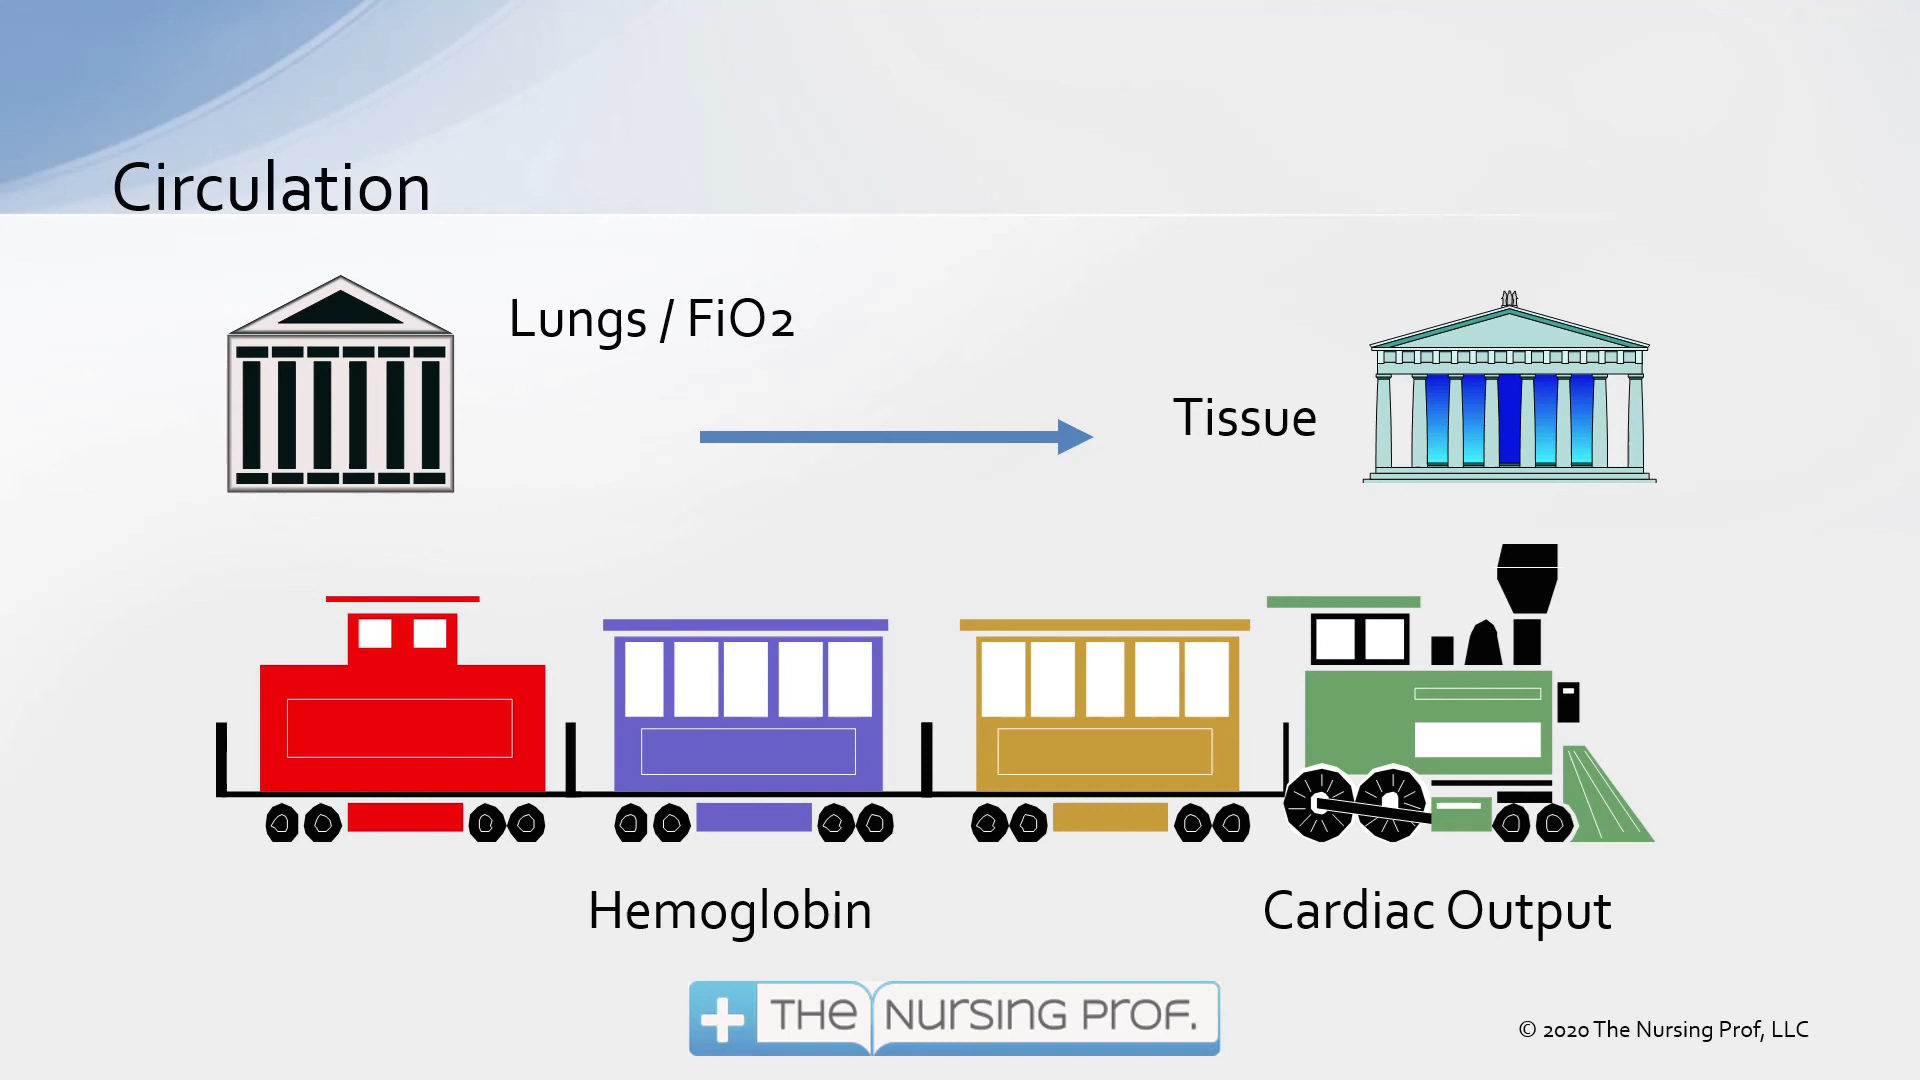 Circulation
Lungs / FiO2
Tissue
Hemoglobin
Cardiac Output
THE NURSING PROF.
© 2020 The Nursing Prof, LLC